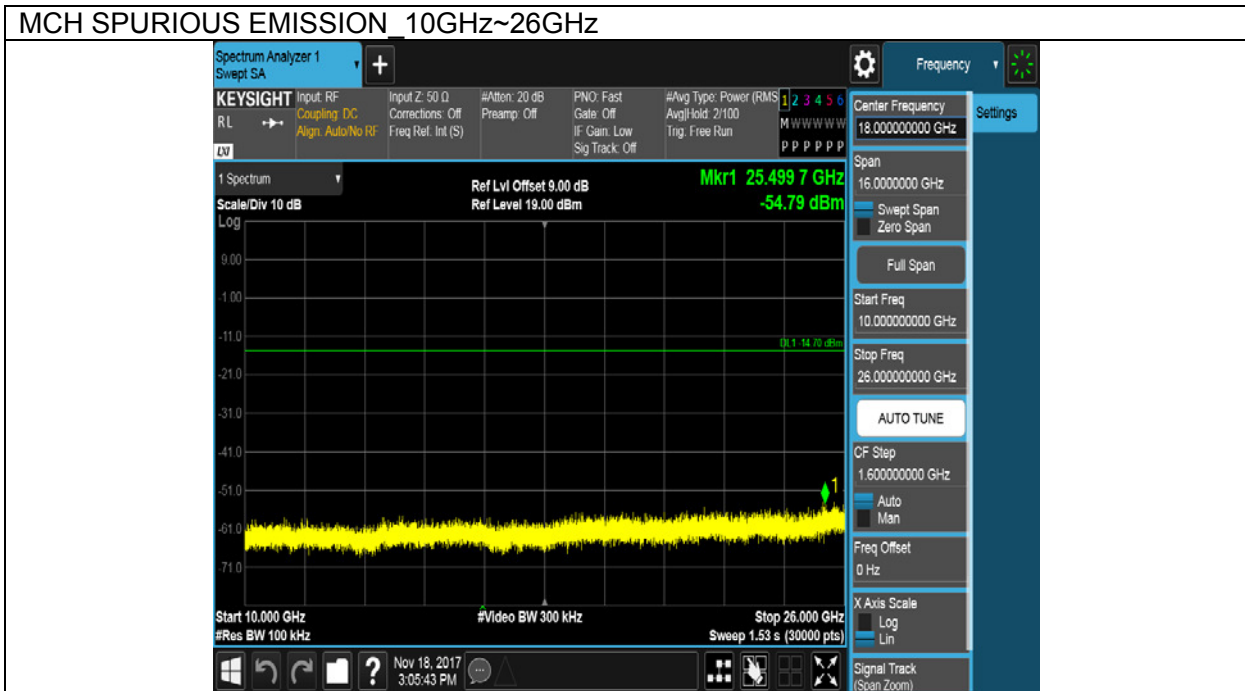 MCH SPURIOUS EMISSION_10GHz~26GHz
Spectrum Analyzer 1
Swept SA
+
Frequency
KEYSIGHT
RL
LXI
Input: RF
Coupling: DC
Align: Auto/No RF
Input Z: 50 Ω
Corrections: Off
Freq Ref: Int (S)
#Atten: 20 dB
Preamp: Off
PNO: Fast
Gate: Off
IF Gain: Low
Sig Track: Off
#Avg Type: Power (RMS
Avg|Hold: 2/100
Trig: Free Run
1 2 3 4 5 6
M W W W W W
P P P P P P
1 Spectrum
Scale/Div 10 dB
Log
Ref Lvl Offset 9.00 dB
Ref Level 19.00 dBm
Mkr1 25.499 7 GHz
-54.79 dBm
9.00
-1.00
-11.0
DL1 -14.70 dBm
-21.0
-31.0
-41.0
-51.0
1
-61.0
-71.0
Start 10.000 GHz
#Res BW 100 kHz
#Video BW 300 kHz
Stop 26.000 GHz
Sweep 1.53 s (30000 pts)
?
Nov 18, 2017
3:05:43 PM
Center Frequency
18.000000000 GHz
Span
16.0000000 GHz
Swept Span
Zero Span
Full Span
Start Freq
10.000000000 GHz
Stop Freq
26.000000000 GHz
AUTO TUNE
CF Step
1.600000000 GHz
Auto
Man
Freq Offset
0 Hz
X Axis Scale
Log
Lin
Signal Track
(Span Zoom)
Settings